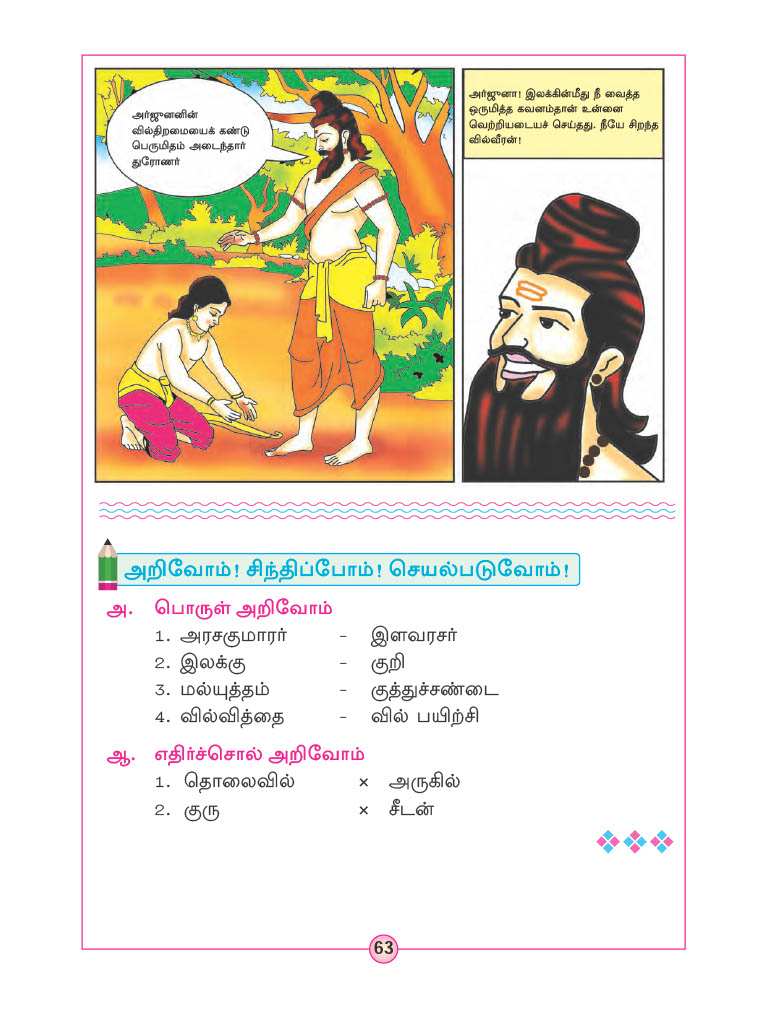 அர்ஜுனனின்
வில்திறமையைக் கண்டு
பெருமிதம் அடைந்தார்
துரோணர்
அர்ஜுனா! இலக்கின்மீது நீ வைத்த
ஒருமித்த கவனம்தான் உன்னை
வெற்றியடையச் செய்தது. நீயே சிறந்த
வில்வீரன்!
அறிவோம்! சிந்திப்போம்! செயல்படுவோம்!
அ. பொருள் அறிவோம்
1. அரசகுமாரர் - இளவரசர்
2. இலக்கு - குறி
3. மல்யுத்தம் - குத்துச்சண்டை
4. வில்வித்தை - வில் பயிற்சி
ஆ. எதிர்ச்சொல் அறிவோம்
1. தொலைவில் × அருகில்
2. குரு × சீடன்
63